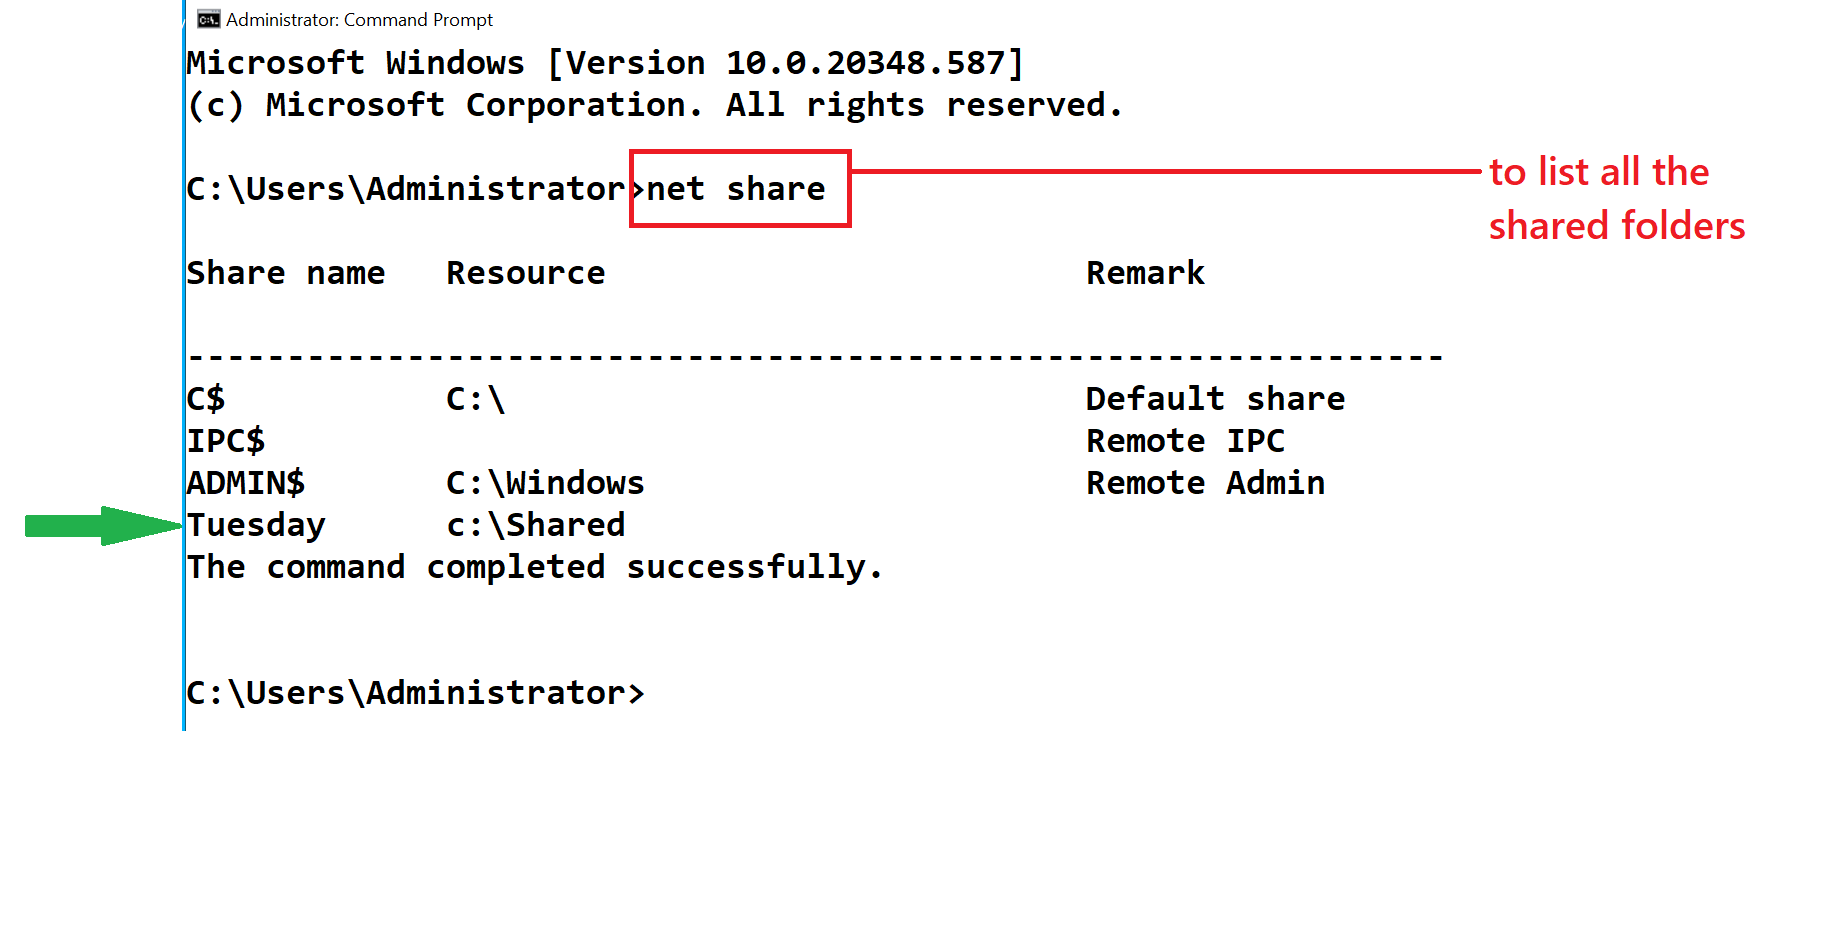 Administrator: Command Prompt
Microsoft Windows [Version 10.0.20348.587]
(c) Microsoft Corporation. All rights reserved.
C:\Users\Administrator>net share
to list all the
shared folders
Share name   Resource                        Remark
---------------------------------------------------------------
C$           C:\                             Default share
IPC$                                         Remote IPC
ADMIN$       C:\Windows                      Remote Admin
Tuesday      c:\Shared
The command completed successfully.
C:\Users\Administrator>